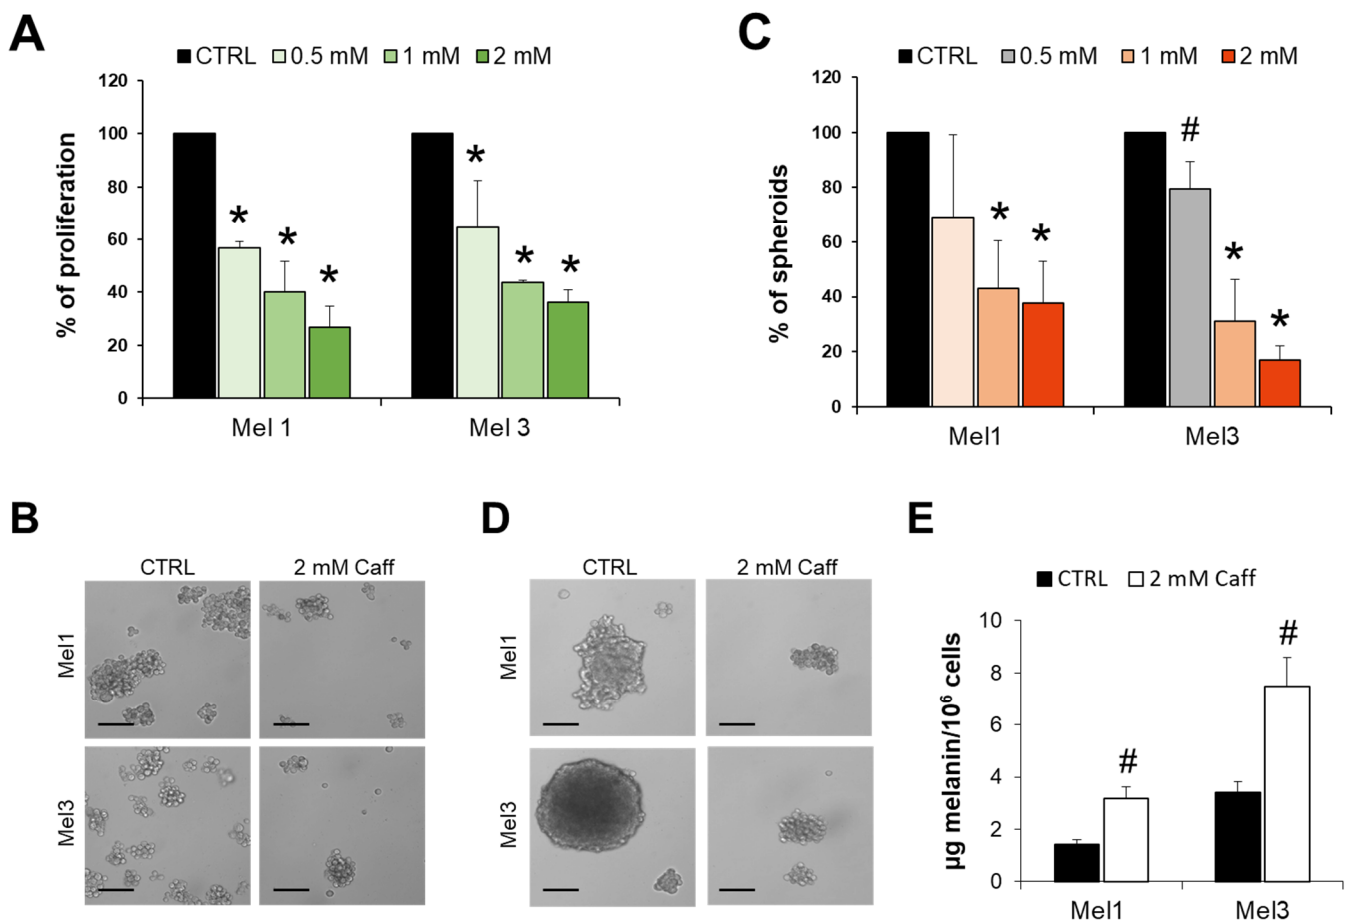 A
CTRL 0.5 mM 1 mM 2 mM
% of proliferation
120
100
80
60
40
20
0
* * *
* * *
Mel 1 Mel 3
C
CTRL 0.5 mM 1 mM 2 mM
% of spheroids
120
100
80
60
40
20
0
* *
# * *
Mel1 Mel3
B
CTRL 2 mM Caff
Mel1
Mel3
D
CTRL 2 mM Caff
Mel1
Mel3
E
CTRL 2 mM Caff
µg melanin/10⁶ cells
10
8
6
4
2
0
# #
Mel1 Mel3